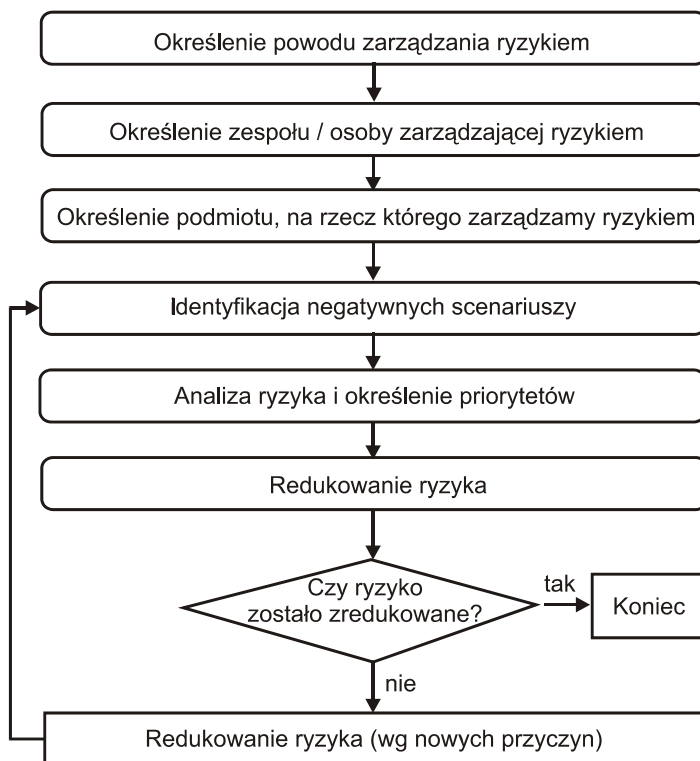 Określenie powodu zarządzania ryzykiem
Określenie zespołu / osoby zarządzającej ryzykiem
Określenie podmiotu, na rzecz którego zarządzamy ryzykiem
Identyfikacja negatywnych scenariuszy
Analiza ryzyka i określenie priorytetów
Redukowanie ryzyka
Czy ryzyko
zostało zredukowane?
tak
Koniec
nie
Redukowanie ryzyka (wg nowych przyczyn)